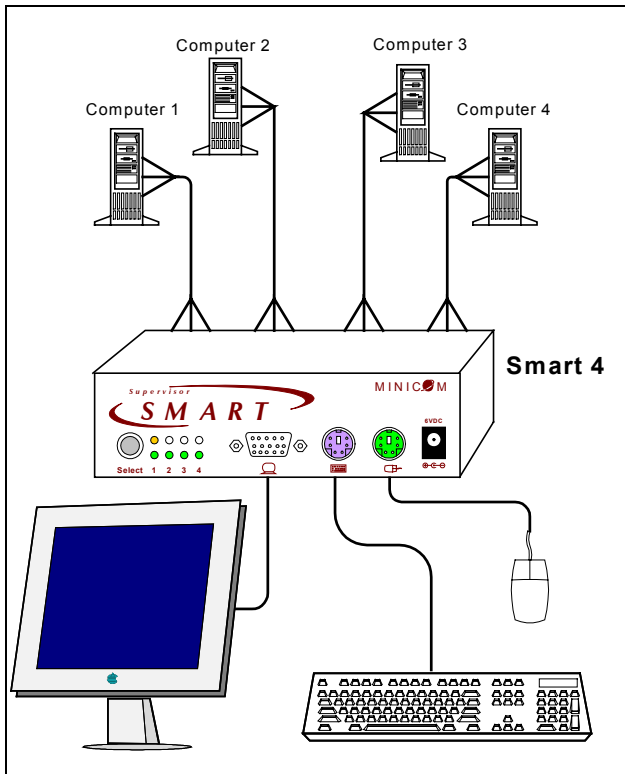 Computer 2
Computer 3
Computer 1
Computer 4
Smart 4
Supervisor
SMART
MINICOM
6VDC
Select 1 2 3 4